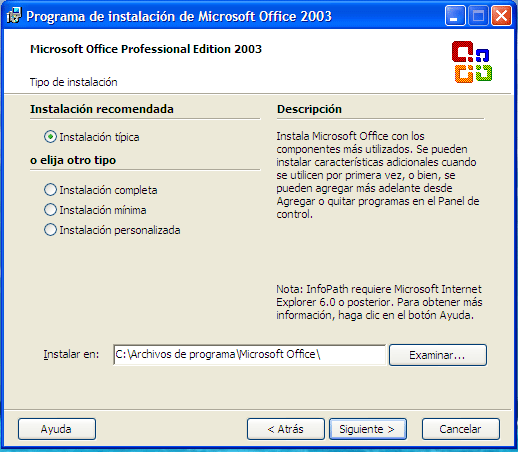 Programa de instalación de Microsoft Office 2003
Microsoft Office Professional Edition 2003
Tipo de instalación
Instalación recomendada
Instalación típica
o elija otro tipo
Instalación completa
Instalación mínima
Instalación personalizada
Descripción
Instala Microsoft Office con los
componentes más utilizados. Se pueden
instalar características adicionales cuando
se utilicen por primera vez, o bien, se
pueden agregar más adelante desde
Agregar o quitar programas en el Panel de
control.
Nota: InfoPath requiere Microsoft Internet
Explorer 6.0 o posterior. Para obtener más
información, haga clic en el botón Ayuda.
Instalar en:
C:\Archivos de programa\Microsoft Office\
Examinar...
Ayuda
< Atrás
Siguiente >
Cancelar